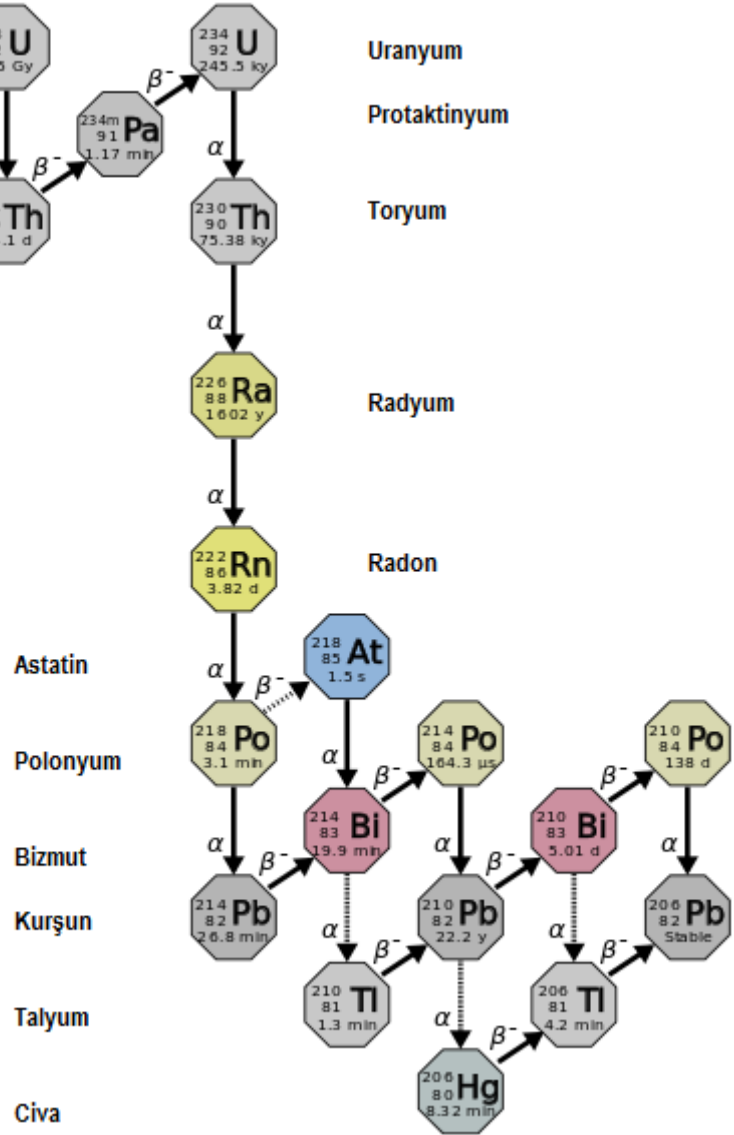 U
Gy
234
92 U
245.5 ky
Uranyum
β⁻
234m
91 Pa
1.17 min
Protaktinyum
β⁻
α
Th
.1 d
230
90 Th
75.38 ky
Toryum
α
226
88 Ra
1602 y
Radyum
α
222
86 Rn
3.82 d
Radon
α
β⁻
218
85 At
1.5 s
Astatin
218
84 Po
3.1 min
α
β⁻
214
84 Po
164.3 µs
β⁻
210
84 Po
138 d
Polonyum
α
β⁻
214
83 Bi
19.9 min
α
β⁻
210
83 Bi
5.01 d
α
Bizmut
214
82 Pb
26.8 min
α
β⁻
210
82 Pb
22.2 y
α
β⁻
206
82 Pb
Stable
Kurşun
210
81 Tl
1.3 min
α
β⁻
206
81 Tl
4.2 min
Talyum
206
80 Hg
8.32 min
Civa